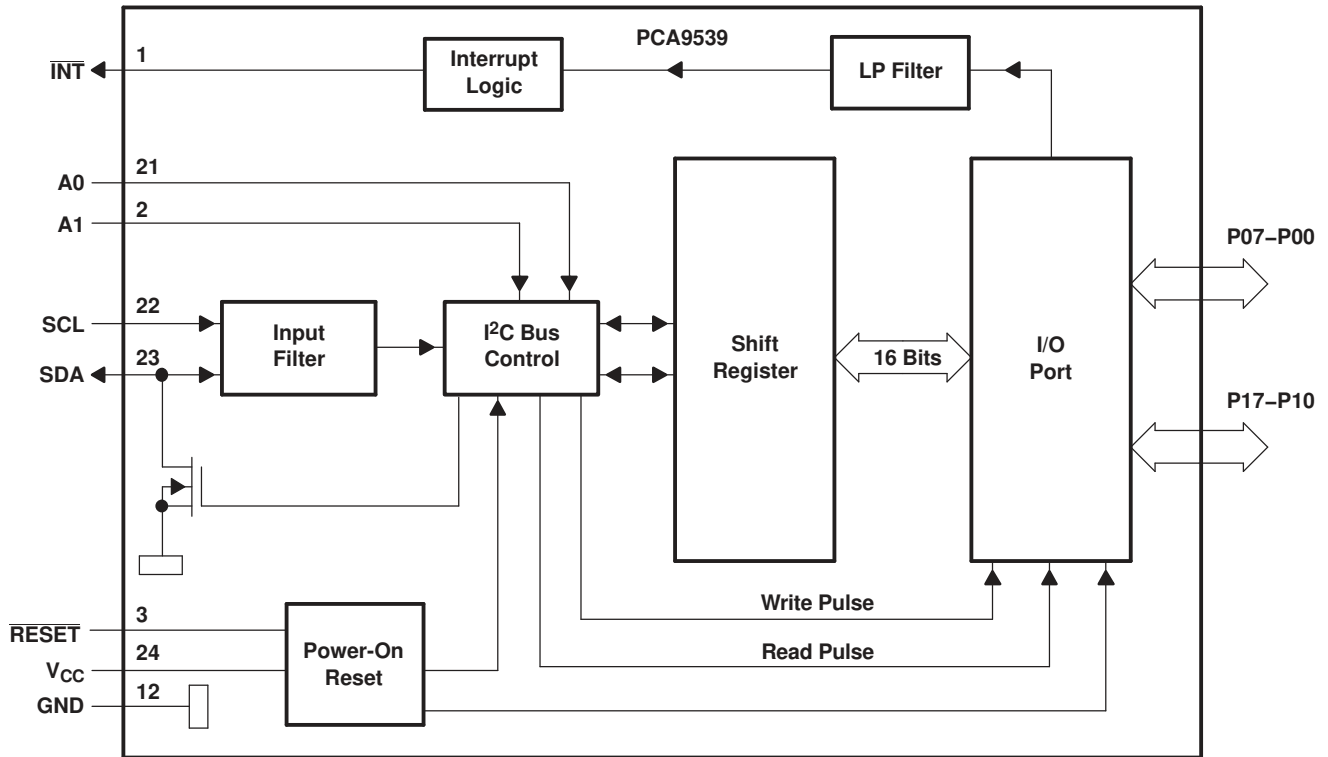 PCA9539
INT
1
Interrupt
Logic
LP Filter
A0
21
A1
2
P07–P00
SCL
22
SDA
23
Input
Filter
I²C Bus
Control
Shift
Register
16 Bits
I/O
Port
P17–P10
Write Pulse
Read Pulse
RESET
3
VCC
24
GND
12
Power-On
Reset